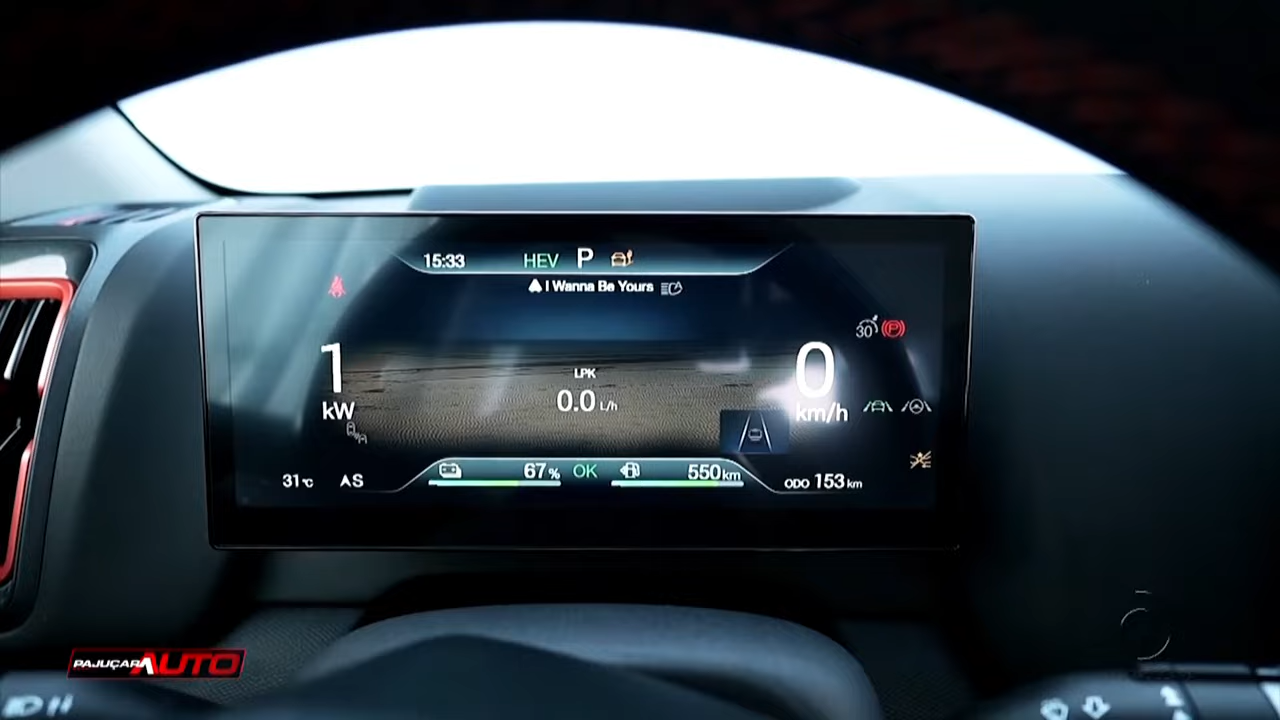 15:33 HEV P
I Wanna Be Yours
30
P
1
kW
LPK
0.0 L/h
0
km/h
31°C
S
67%
OK
550km
ODO 153 km
PAJUÇARA AUTO